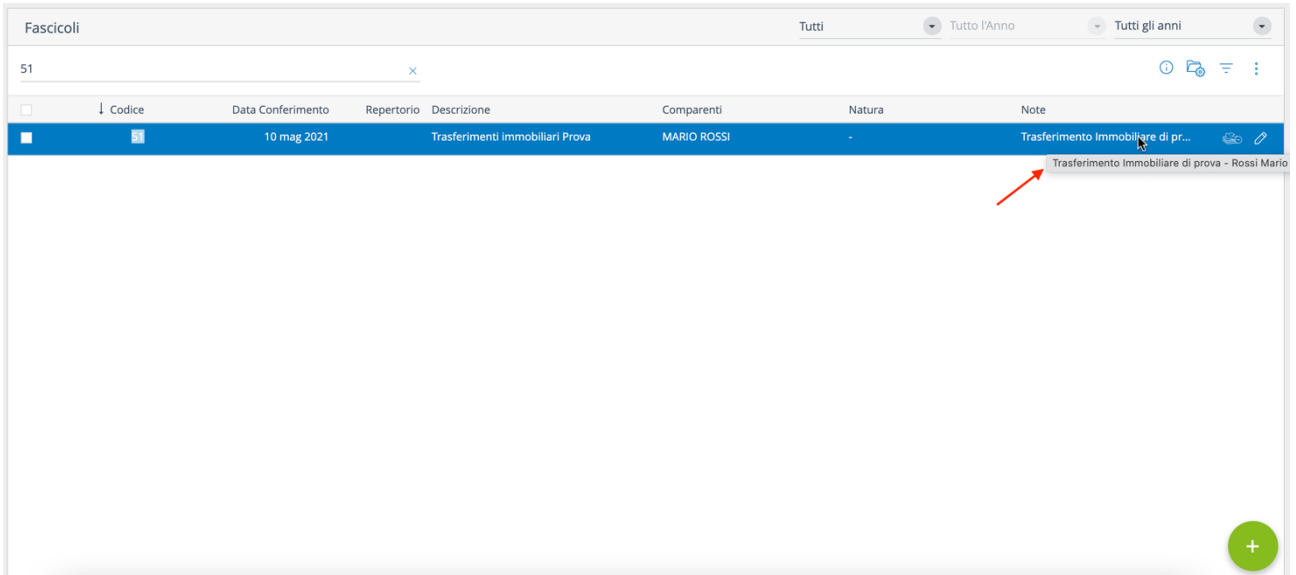 Fascicoli Tutti Tutto l'Anno Tutti gli anni
51
Codice Data Conferimento Repertorio Descrizione Comparenti Natura Note
51 10 mag 2021 Trasferimenti immobiliari Prova MARIO ROSSI - Trasferimento Immobiliare di pr...
Trasferimento Immobiliare di prova - Rossi Mario